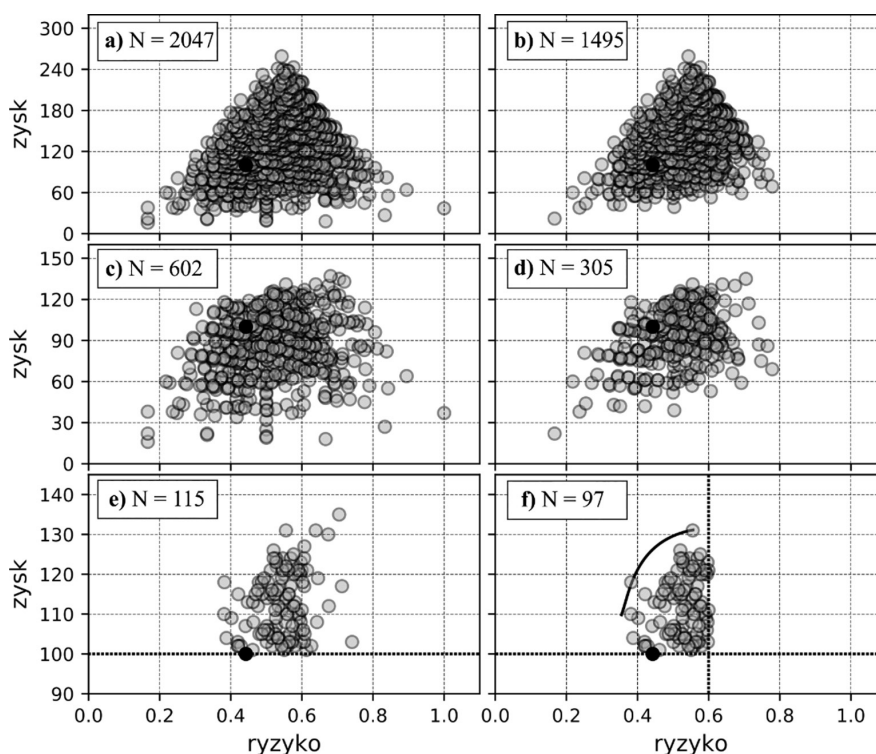 a) N = 2047
b) N = 1495
300
240
180
120
60
0
zysk
c) N = 602
d) N = 305
150
120
90
60
30
0
zysk
e) N = 115
f) N = 97
140
130
120
110
100
90
zysk
0.0 0.2 0.4 0.6 0.8 1.0 0.0 0.2 0.4 0.6 0.8 1.0
ryzyko ryzyko